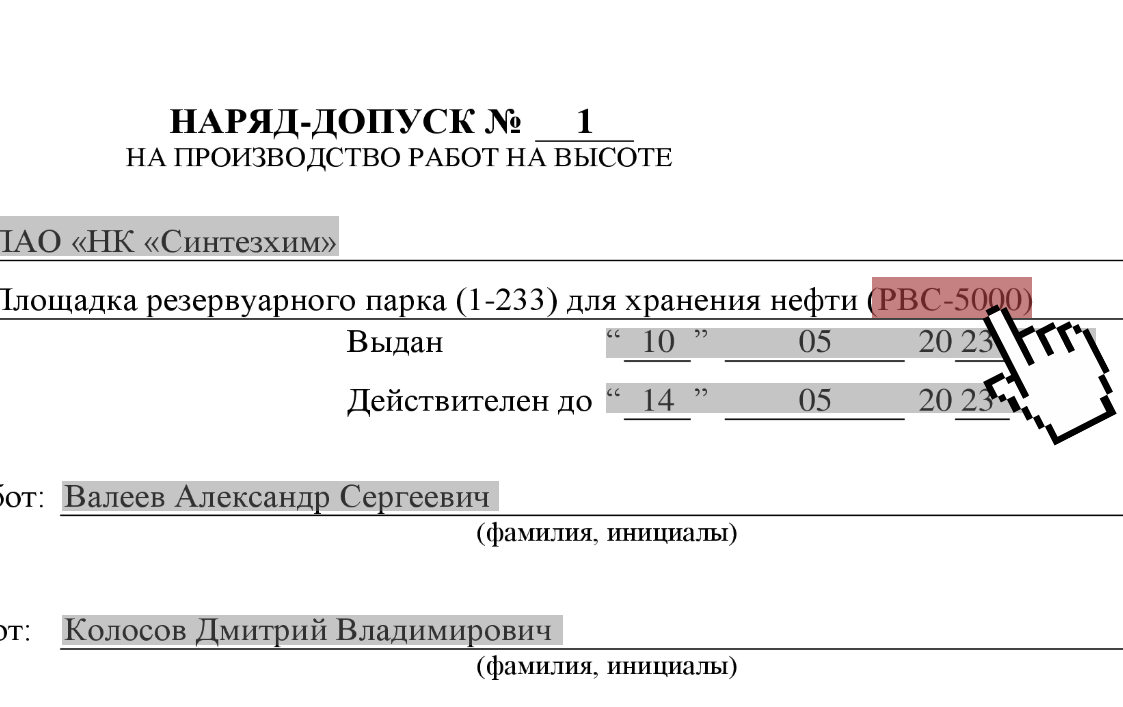 НАРЯД-ДОПУСК № 1
НА ПРОИЗВОДСТВО РАБОТ НА ВЫСОТЕ
ПАО «НК «Синтезхим»
Площадка резервуарного парка (1-233) для хранения нефти (РВС-5000)
Выдан “ 10 ” 05 20 23
Действителен до “ 14 ” 05 20 23
бот: Валеев Александр Сергеевич
(фамилия, инициалы)
от: Колосов Дмитрий Владимирович
(фамилия, инициалы)